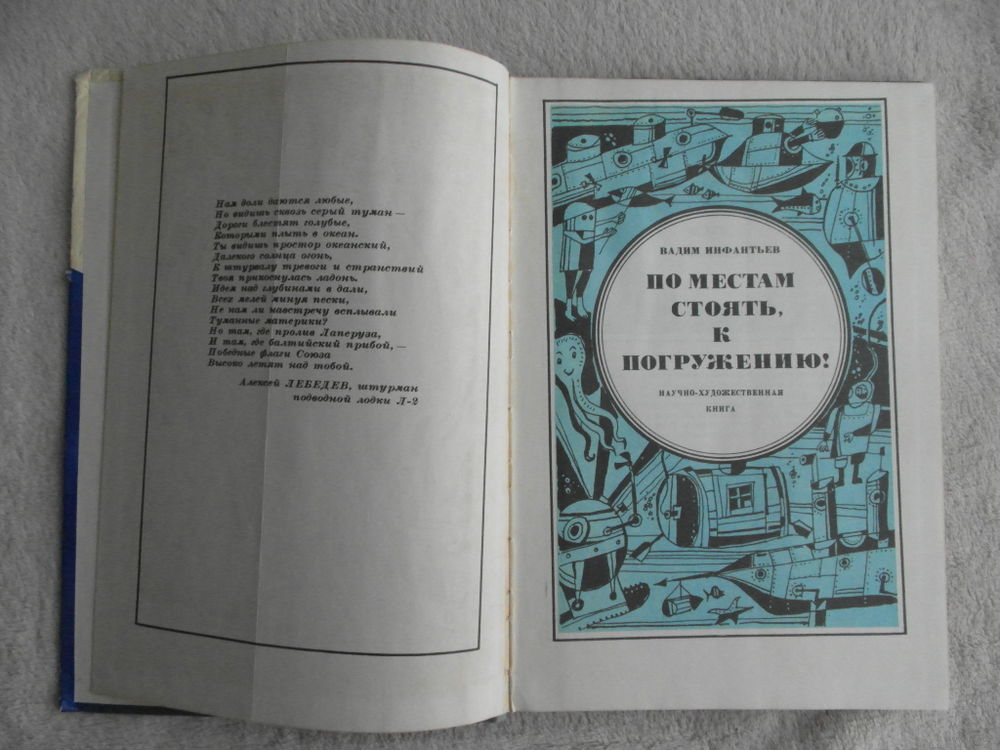 Нам доли даются любые,
Но видишь сквозь серый туман —
Дороги блестят голубые,
Которыми плыть в океан.
Ты видишь простор океанский,
Далекого солнца огонь,
К штурвалу тревоги и странствий
Твоя прикоснулась ладонь.
Идем над глубинами в дали,
Всех мелей минуя пески,
Не нам ли навстречу всплывали
Туманные материки?
Но там, где пролив Лаперуза,
И там, где балтийский прибой,—
Победные флаги Союза
Высоко летят над тобой.
Алексей ЛЕБЕДЕВ, штурман
подводной лодки Л-2
ВАДИМ ИНФАНТЬЕВ
ПО МЕСТАМ
СТОЯТЬ,
К
ПОГРУЖЕНИЮ!
НАУЧНО-ХУДОЖЕСТВЕННАЯ
КНИГА